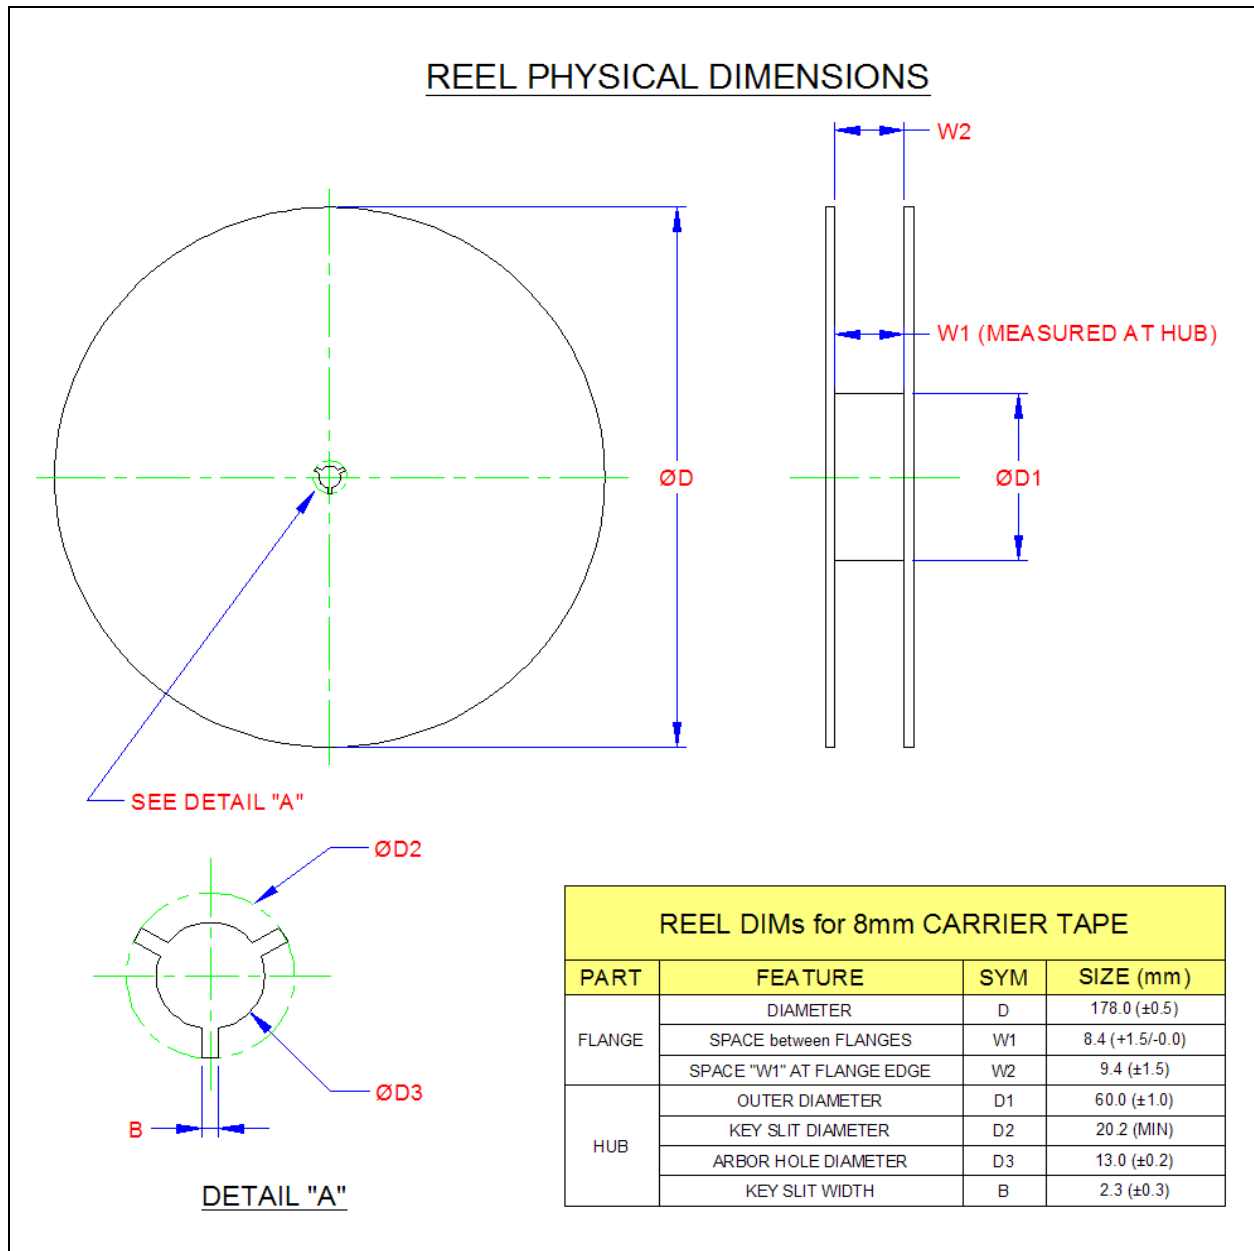 REEL PHYSICAL DIMENSIONS
W2
W1 (MEASURED AT HUB)
ØD
ØD1
SEE DETAIL "A"
ØD2
ØD3
B
DETAIL "A"
REEL DIMs for 8mm CARRIER TAPE
PART FEATURE SYM SIZE (mm)
FLANGE
DIAMETER D 178.0 (±0.5)
SPACE between FLANGES W1 8.4 (+1.5/-0.0)
SPACE "W1" AT FLANGE EDGE W2 9.4 (±1.5)
HUB
OUTER DIAMETER D1 60.0 (±1.0)
KEY SLIT DIAMETER D2 20.2 (MIN)
ARBOR HOLE DIAMETER D3 13.0 (±0.2)
KEY SLIT WIDTH B 2.3 (±0.3)